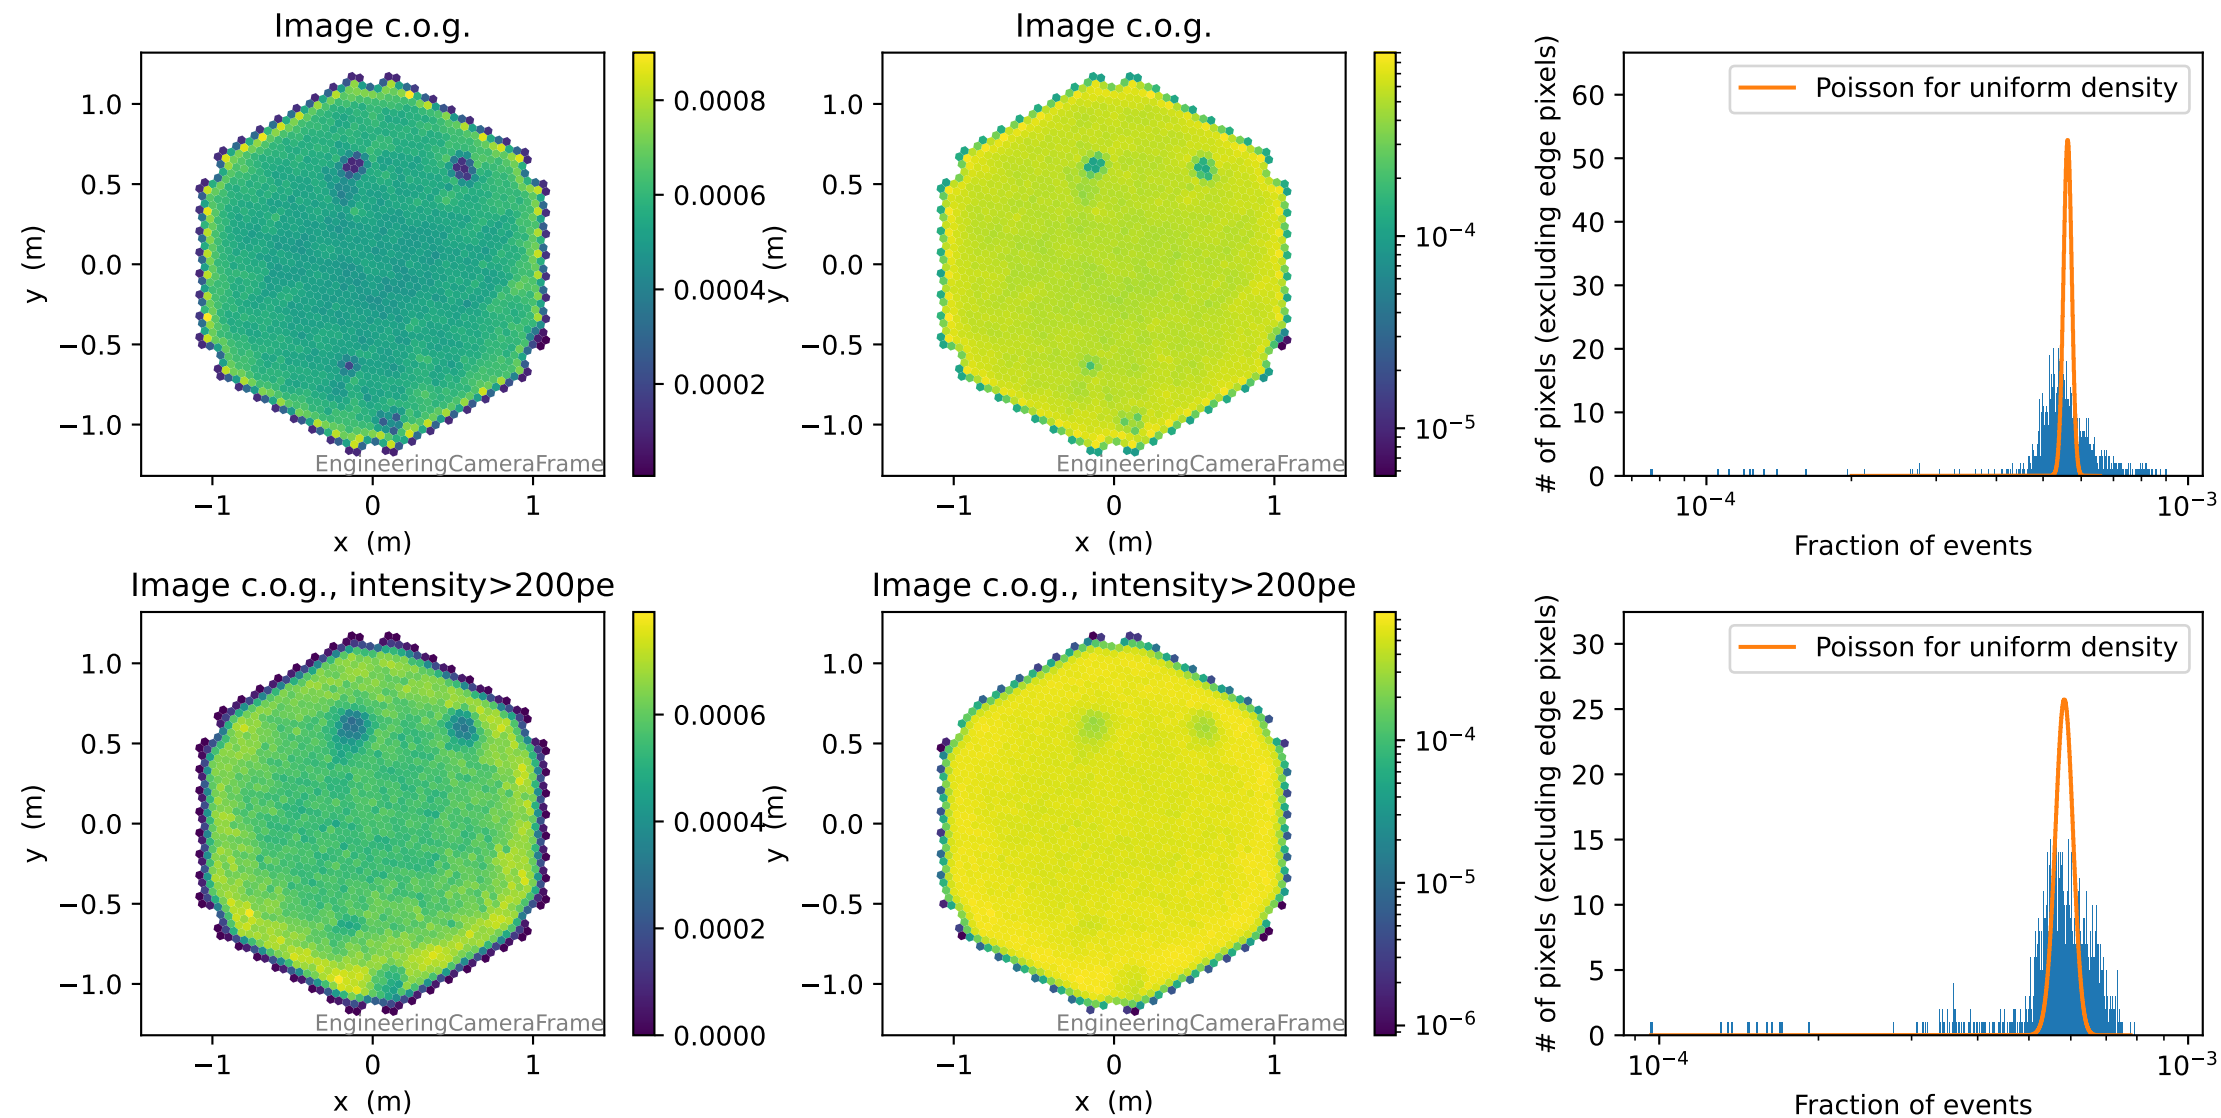 Image c.o.g.
1.0
0.5
0.0
−0.5
−1.0
y (m)
−1
0
1
x (m)
EngineeringCameraFrame
0.0008
0.0006
0.0004
0.0002
Image c.o.g.
1.0
0.5
0.0
−0.5
−1.0
y (m)
−1
0
1
x (m)
EngineeringCameraFrame
10⁻⁴
10⁻⁵
# of pixels (excluding edge pixels)
60
50
40
30
20
10
0
Poisson for uniform density
10⁻⁴
10⁻³
Fraction of events
Image c.o.g., intensity>200pe
1.0
0.5
0.0
−0.5
−1.0
y (m)
−1
0
1
x (m)
EngineeringCameraFrame
0.0006
0.0004
0.0002
0.0000
Image c.o.g., intensity>200pe
1.0
0.5
0.0
−0.5
−1.0
y (m)
−1
0
1
x (m)
EngineeringCameraFrame
10⁻⁴
10⁻⁵
10⁻⁶
# of pixels (excluding edge pixels)
30
25
20
15
10
5
0
Poisson for uniform density
10⁻⁴
10⁻³
Fraction of events